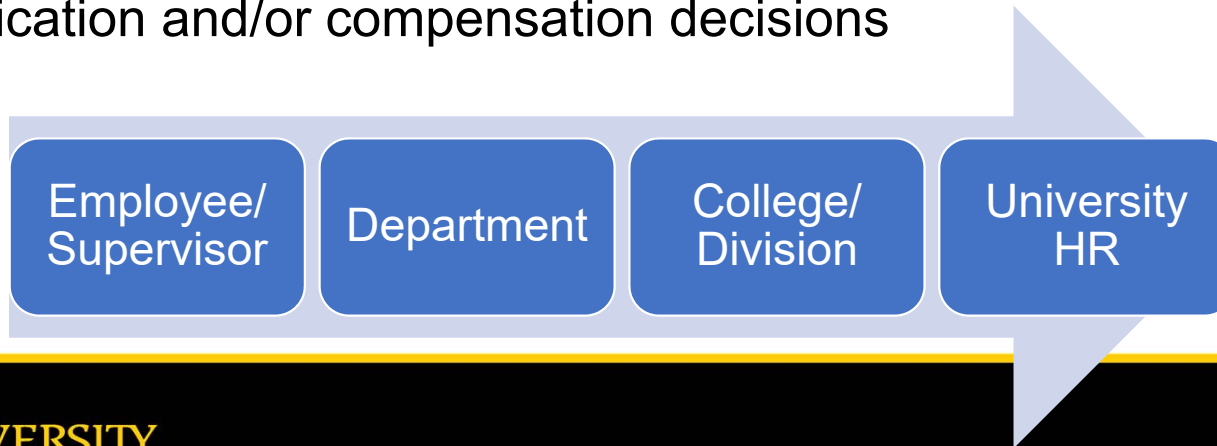 ication and/or compensation decisions
Employee/
Supervisor
Department
College/
Division
University
HR
VERSITY